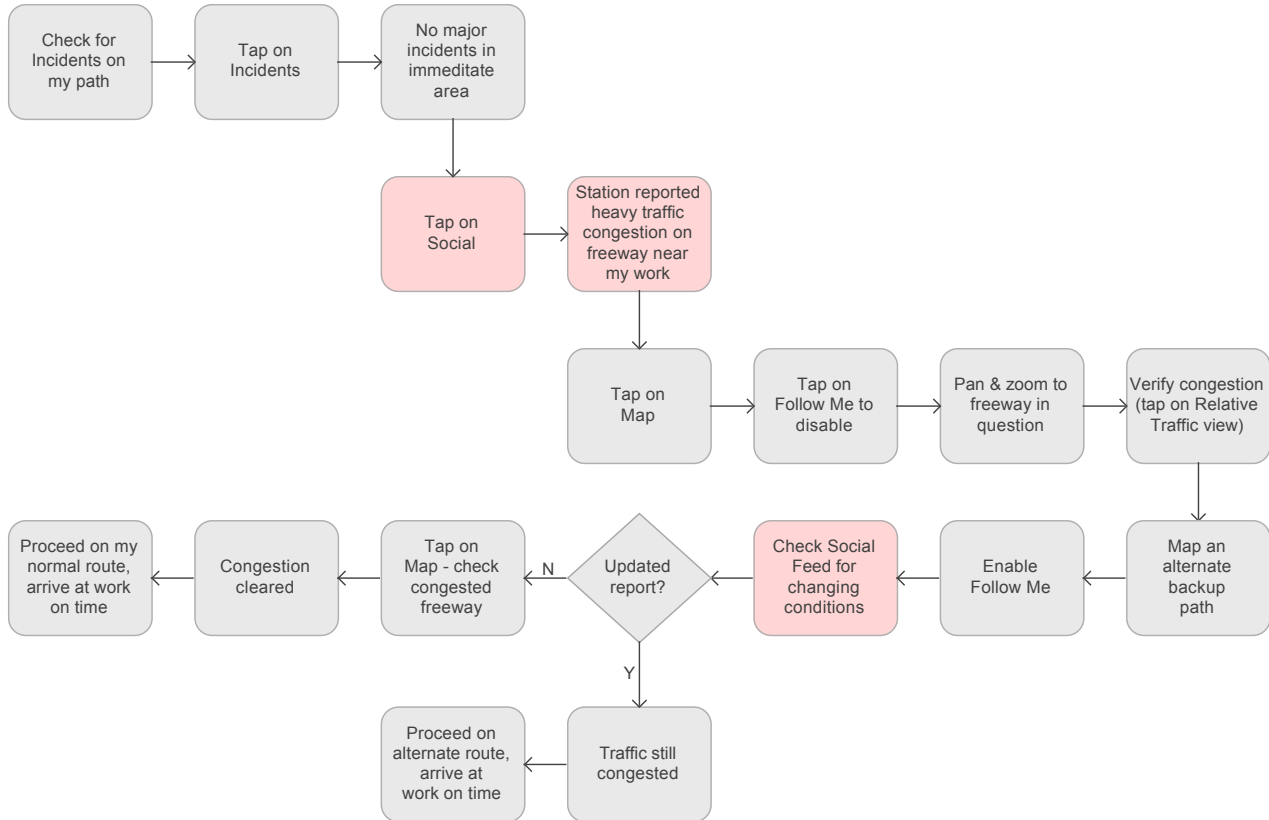 Check for
Incidents on
my path
Tap on
Incidents
No major
incidents in
immeditate
area
Tap on
Social
Station reported
heavy traffic
congestion on
freeway near
my work
Tap on
Map
Tap on
Follow Me to
disable
Pan & zoom to
freeway in
question
Verify congestion
(tap on Relative
Traffic view)
Map an
alternate
backup
path
Enable
Follow Me
Check Social
Feed for
changing
conditions
Updated
report?
N
Tap on
Map - check
congested
freeway
Congestion
cleared
Proceed on my
normal route,
arrive at work
on time
Y
Traffic still
congested
Proceed on
alternate route,
arrive at
work on time